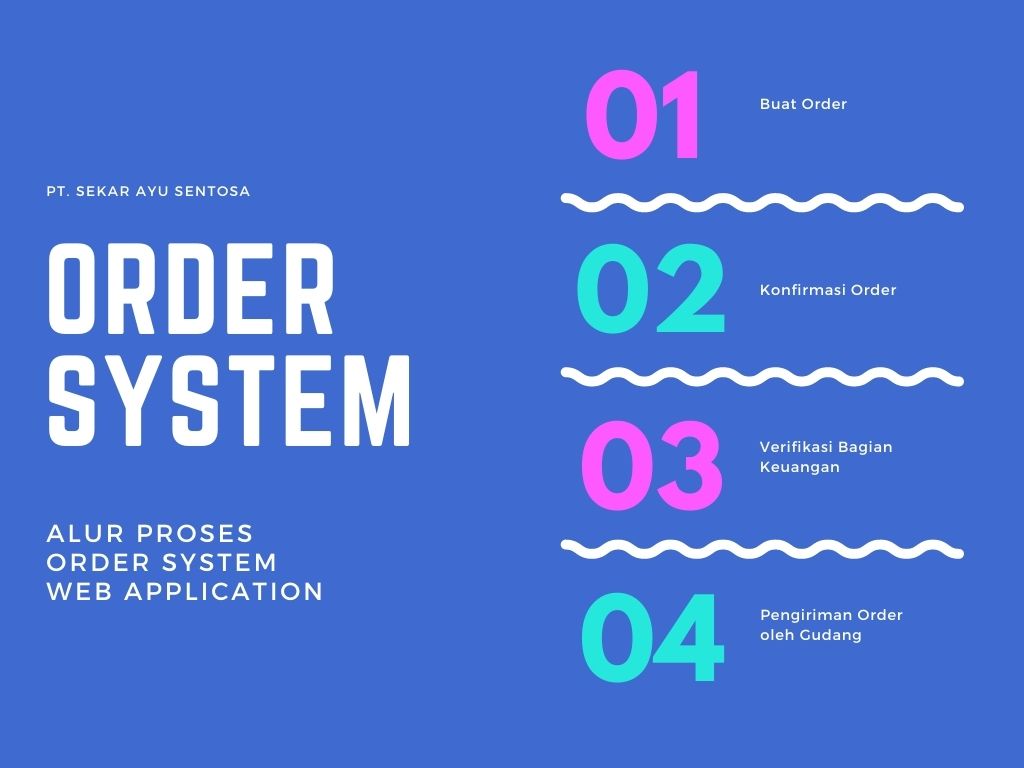 PT. SEKAR AYU SENTOSA
ORDER
SYSTEM
ALUR PROSES
ORDER SYSTEM
WEB APPLICATION
01
Buat Order
02
Konfirmasi Order
03
Verifikasi Bagian
Keuangan
04
Pengiriman Order
oleh Gudang